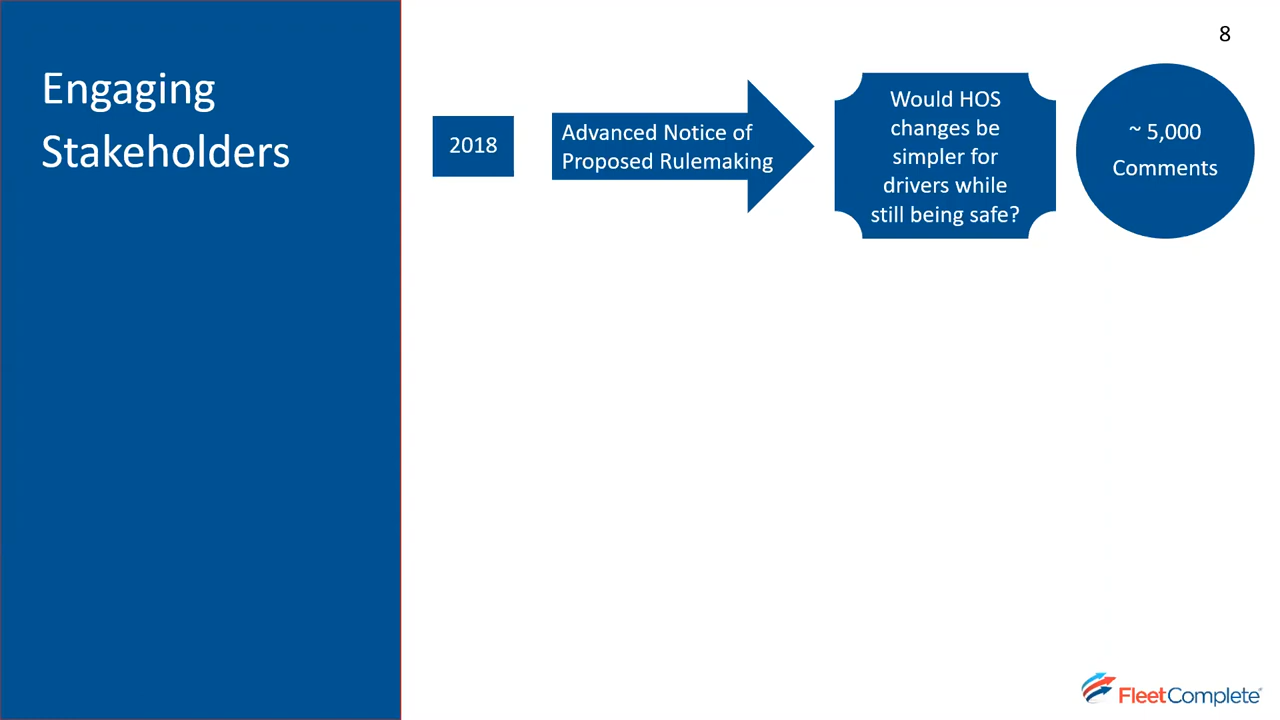 8
Engaging
Stakeholders
2018
Advanced Notice of
Proposed Rulemaking
Would HOS
changes be
simpler for
drivers while
still being safe?
~ 5,000
Comments
FleetComplete®